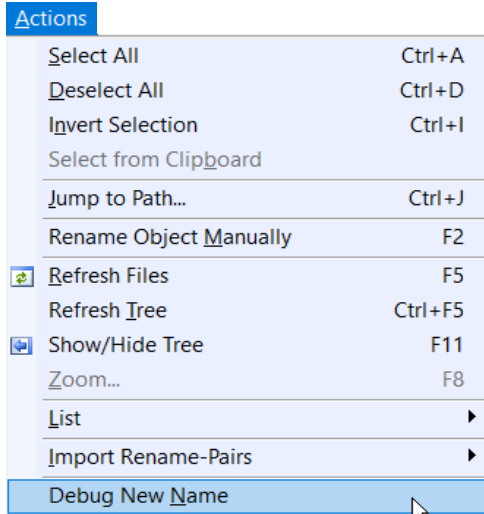 Actions
Select All Ctrl+A
Deselect All Ctrl+D
Invert Selection Ctrl+I
Select from Clipboard
Jump to Path... Ctrl+J
Rename Object Manually F2
Refresh Files F5
Refresh Tree Ctrl+F5
Show/Hide Tree F11
Zoom... F8
List
Import Rename-Pairs
Debug New Name